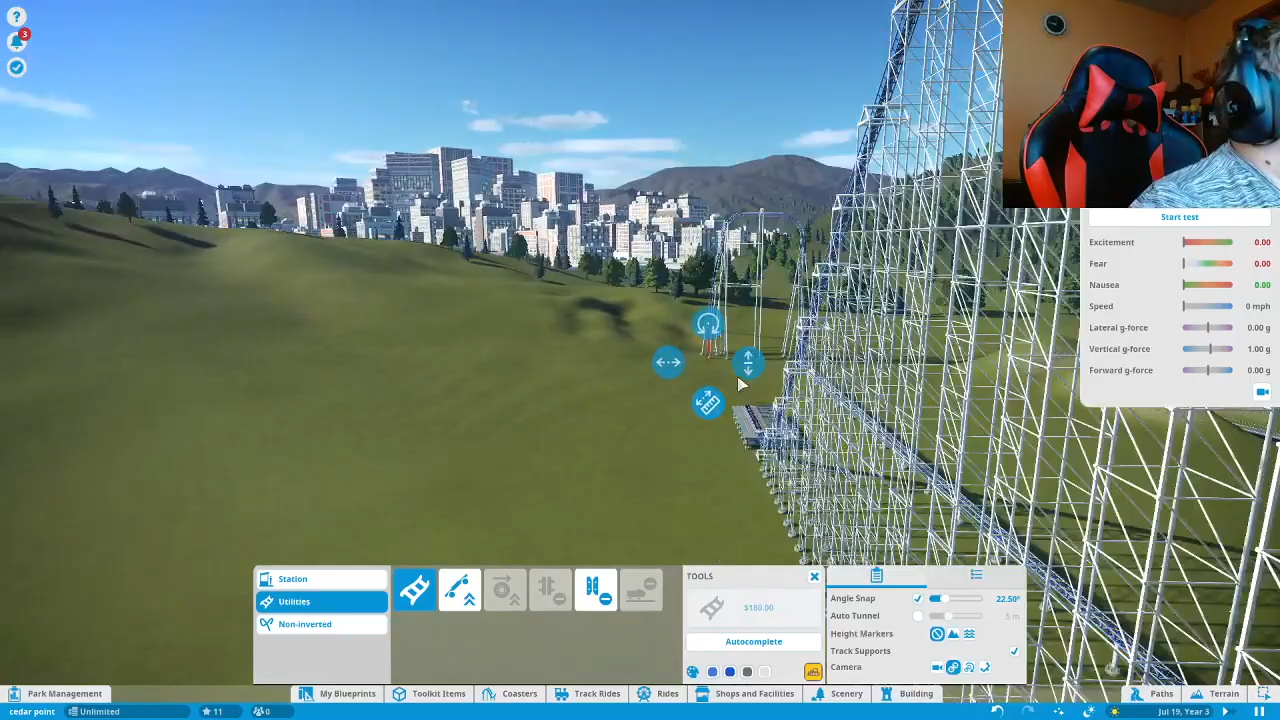 ?
3
Start test
Excitement 0.00
Fear 0.00
Nausea 0.00
Speed 0 mph
Lateral g-force 0.00 g
Vertical g-force 1.00 g
Forward g-force 0.00 g
Station
Utilities
Non-inverted
TOOLS
$180.00
Autocomplete
Angle Snap 22.50°
Auto Tunnel 5 m
Height Markers
Track Supports
Camera
Park Management
My Blueprints
Toolkit Items
Coasters
Track Rides
Rides
Shops and Facilities
Scenery
Building
Paths
Terrain
cedar point
Unlimited
11
0
Jul 19, Year 3